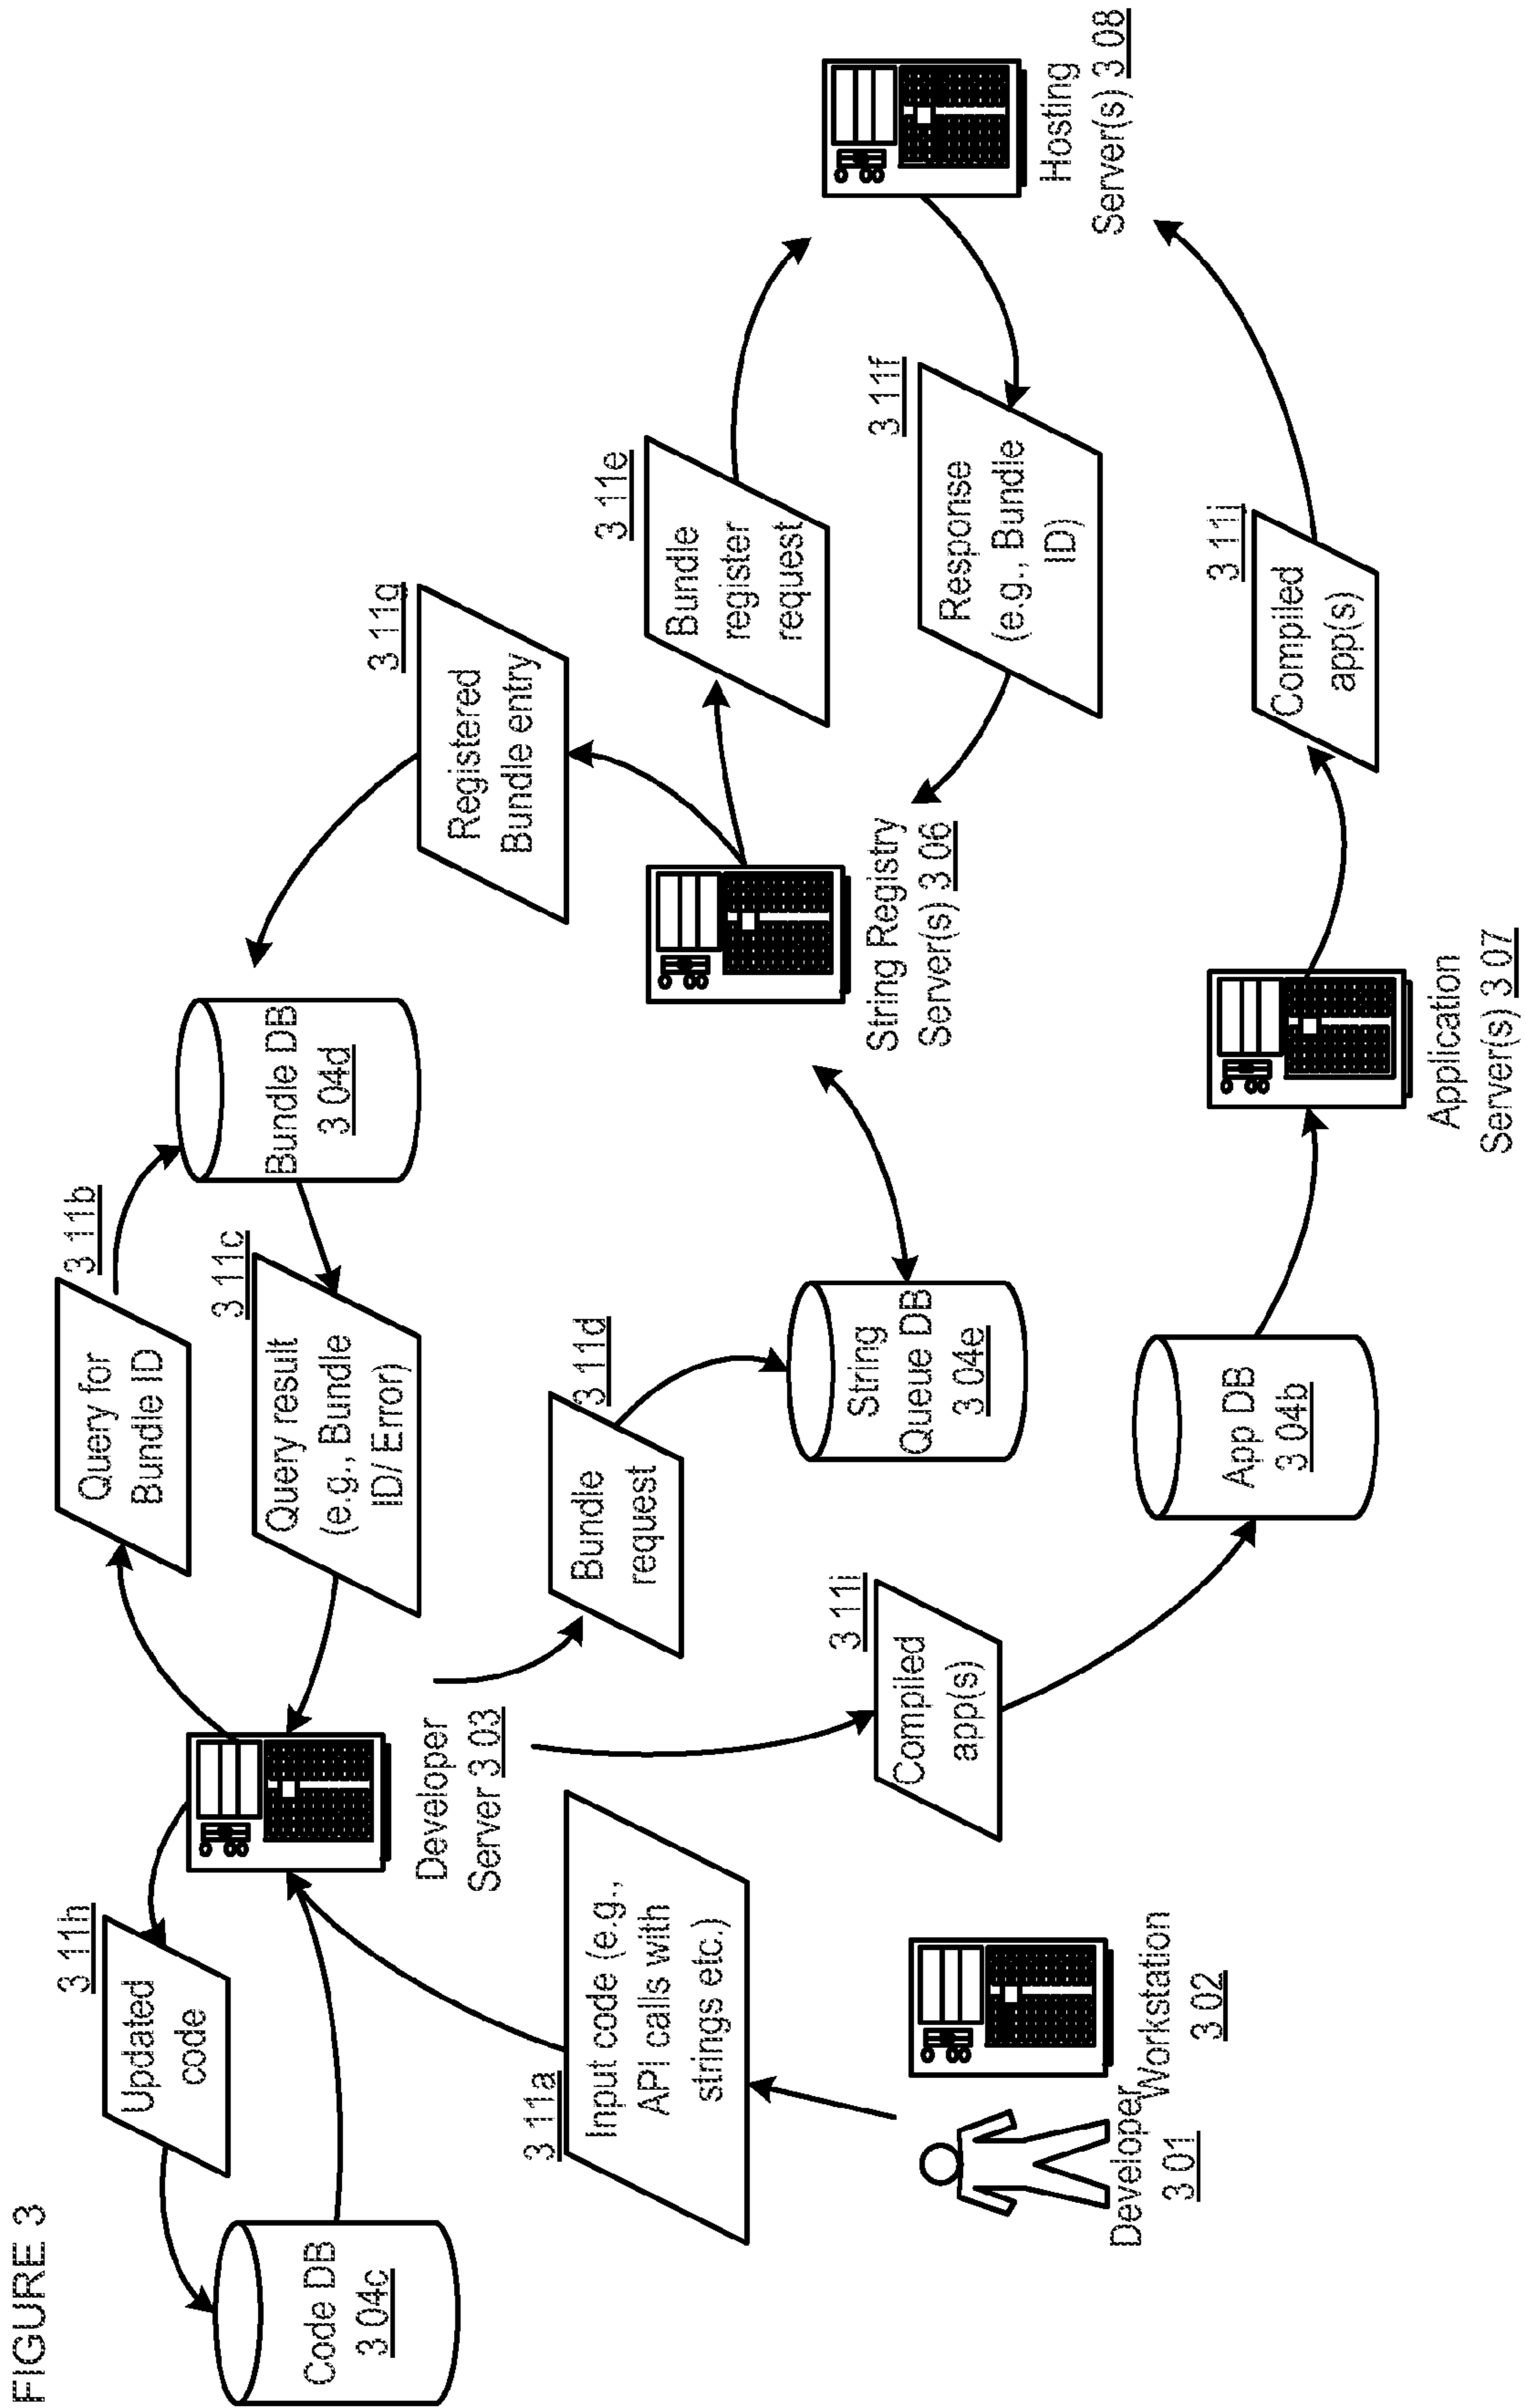 FIGURE 3
Code DB
3 04c
3 11h
Updated
code
3 11b
Query for
Bundle ID
3 11c
Query result
(e.g., Bundle
ID/ Error)
Bundle DB
3 04d
3 11g
Registered
Bundle entry
Developer
Server 3 03
3 11a
Input code (e.g.,
API calls with
strings etc.)
3 11d
Bundle
request
3 11e
Bundle
register
request
String Registry
Server(s) 3 06
String
Queue DB
3 04e
3 11f
Response
(e.g., Bundle
ID)
Hosting
Server(s) 3 08
3 11i
Compiled
app(s)
Developer
3 01
Workstation
3 02
App DB
3 04b
Application
Server(s) 3 07
3 11i
Compiled
app(s)